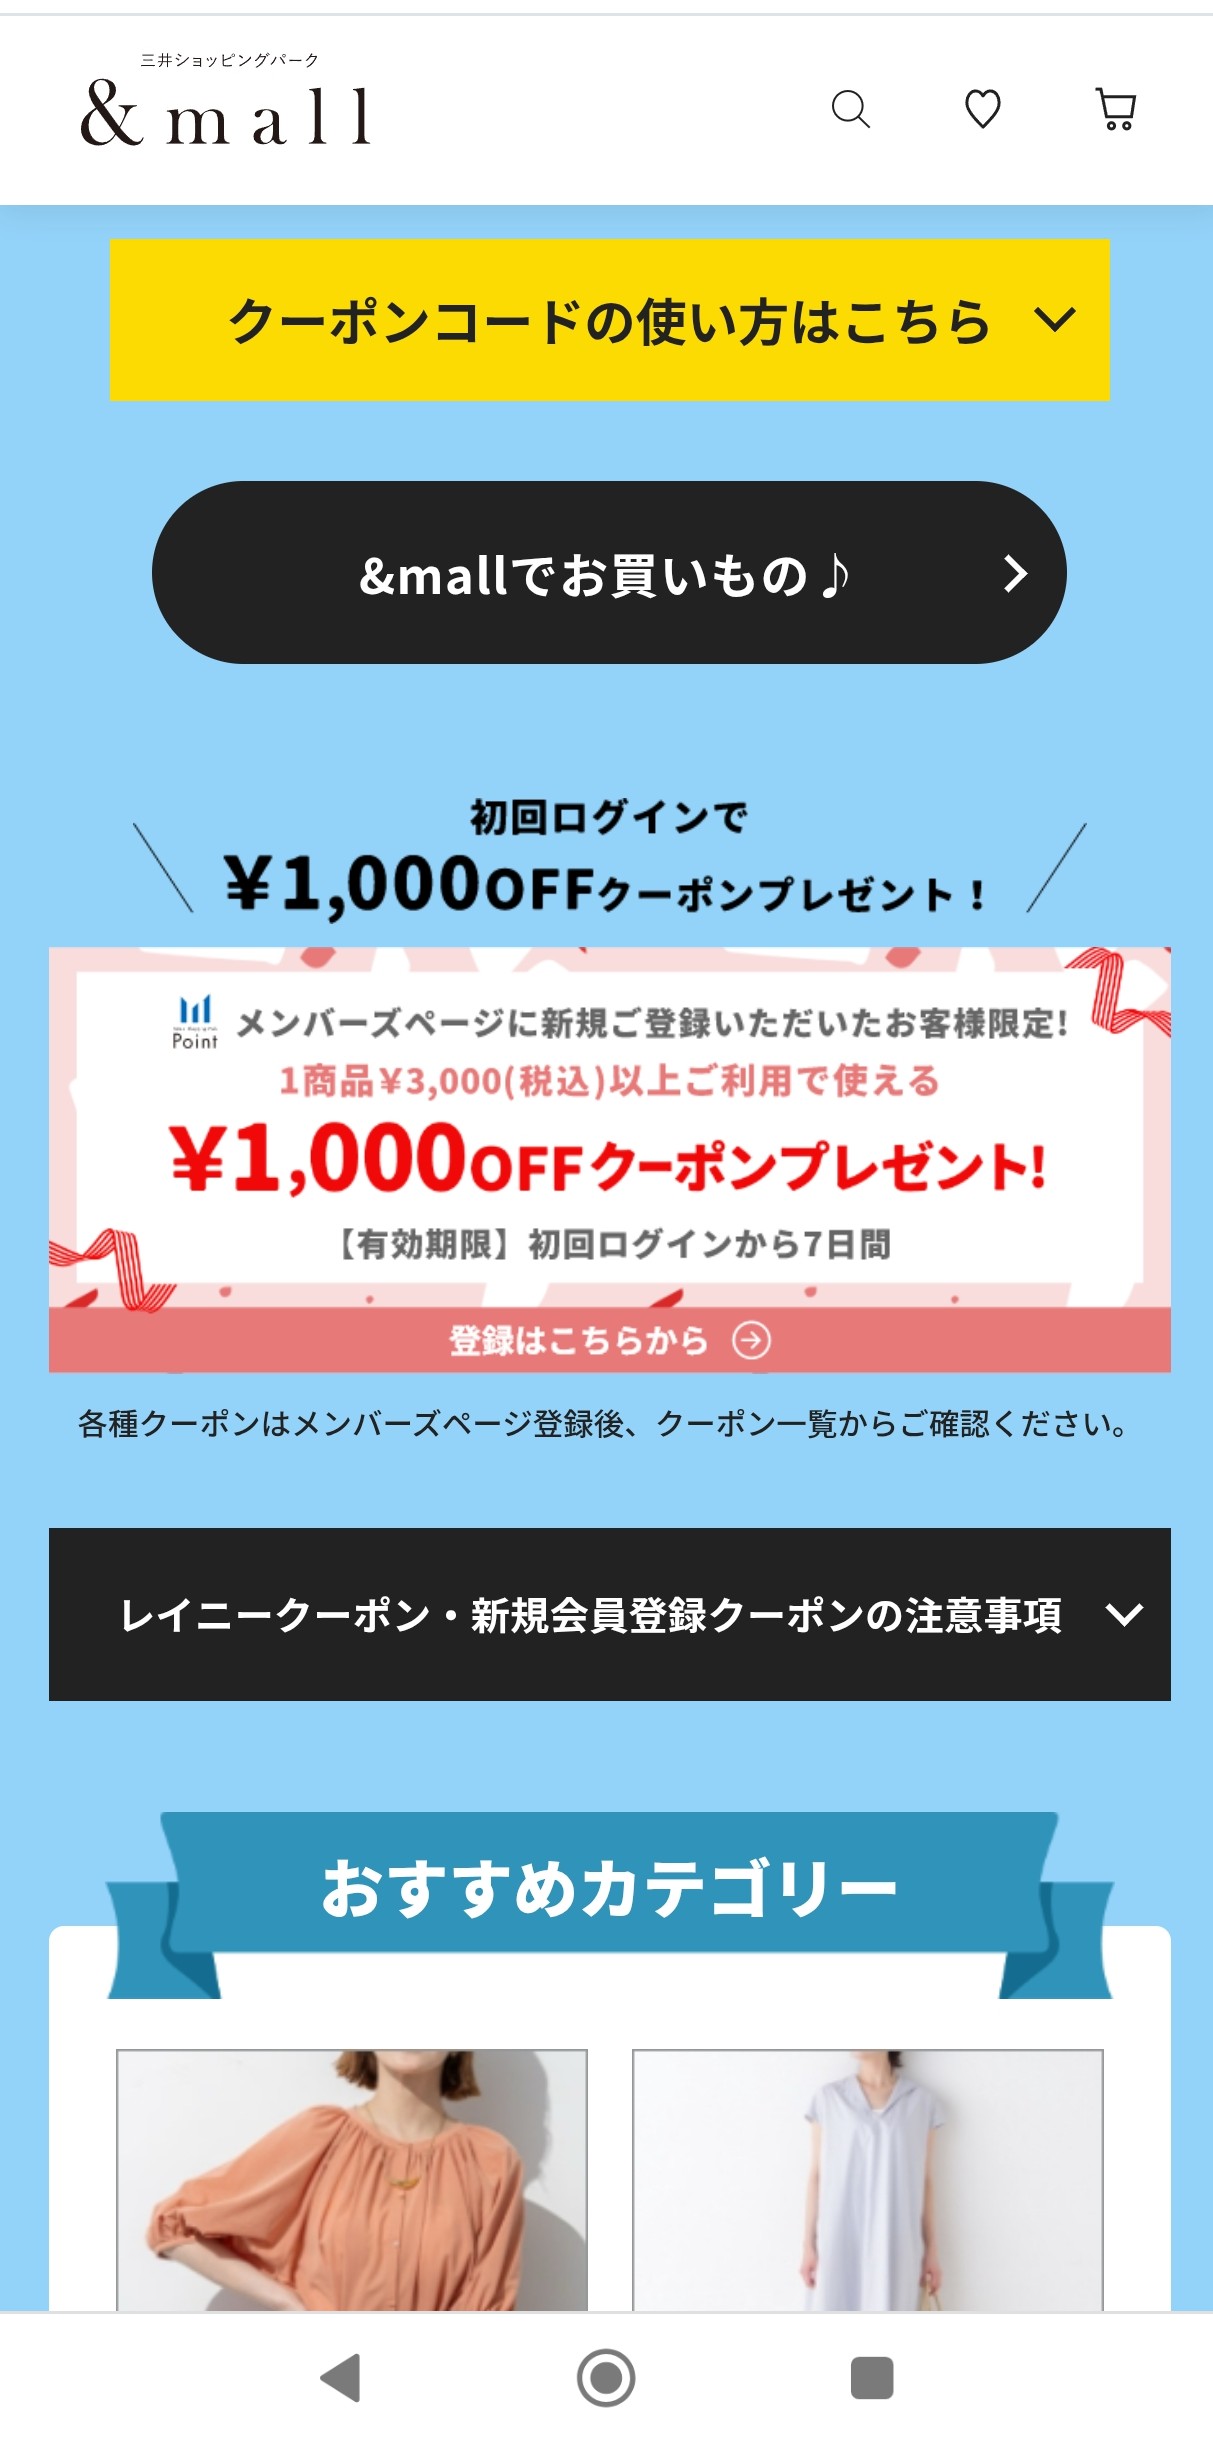 三井ショッピングパーク
& mall
クーポンコードの使い方はこちら
&mallでお買いもの♪
初回ログインで
¥1,000OFFクーポンプレゼント！
Point メンバーズページに新規ご登録いただいたお客様限定!
1商品¥3,000(税込)以上ご利用で使える
¥1,000OFFクーポンプレゼント!
【有効期限】初回ログインから7日間
登録はこちらから
各種クーポンはメンバーズページ登録後、クーポン一覧からご確認ください。
レイニークーポン・新規会員登録クーポンの注意事項
おすすめカテゴリー